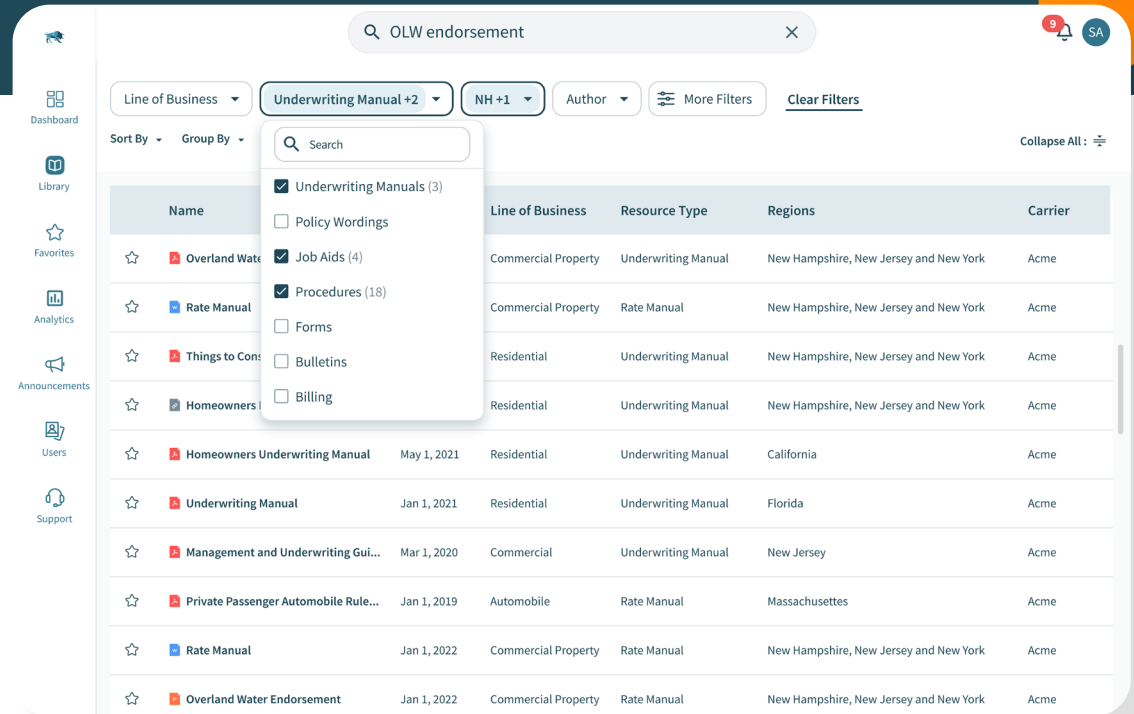 OLW endorsement
9
SA
Dashboard
Library
Favorites
Analytics
Announcements
Users
Support
Line of Business
Underwriting Manual +2
NH +1
Author
More Filters
Clear Filters
Sort By
Group By
Collapse All :
Search
Underwriting Manuals (3)
Policy Wordings
Job Aids (4)
Procedures (18)
Forms
Bulletins
Billing
Name Line of Business Resource Type Regions Carrier
Overland Commercial Property Underwriting Manual New Hampshire, New Jersey and New York Acme
Rate Manual Commercial Property Rate Manual New Hampshire, New Jersey and New York Acme
Things to Residential Underwriting Manual New Hampshire, New Jersey and New York Acme
Homeowners Residential Underwriting Manual New Hampshire, New Jersey and New York Acme
Homeowners Underwriting Manual May 1, 2021 Residential Underwriting Manual California Acme
Underwriting Manual Jan 1, 2021 Residential Underwriting Manual Florida Acme
Management and Underwriting Gui... Mar 1, 2020 Commercial Underwriting Manual New Jersey Acme
Private Passenger Automobile Rule... Jan 1, 2019 Automobile Rate Manual Massachusetts Acme
Rate Manual Jan 1, 2022 Commercial Property Rate Manual New Hampshire, New Jersey and New York Acme
Overland Water Endorsement Jan 1, 2022 Commercial Property Rate Manual New Hampshire, New Jersey and New York Acme